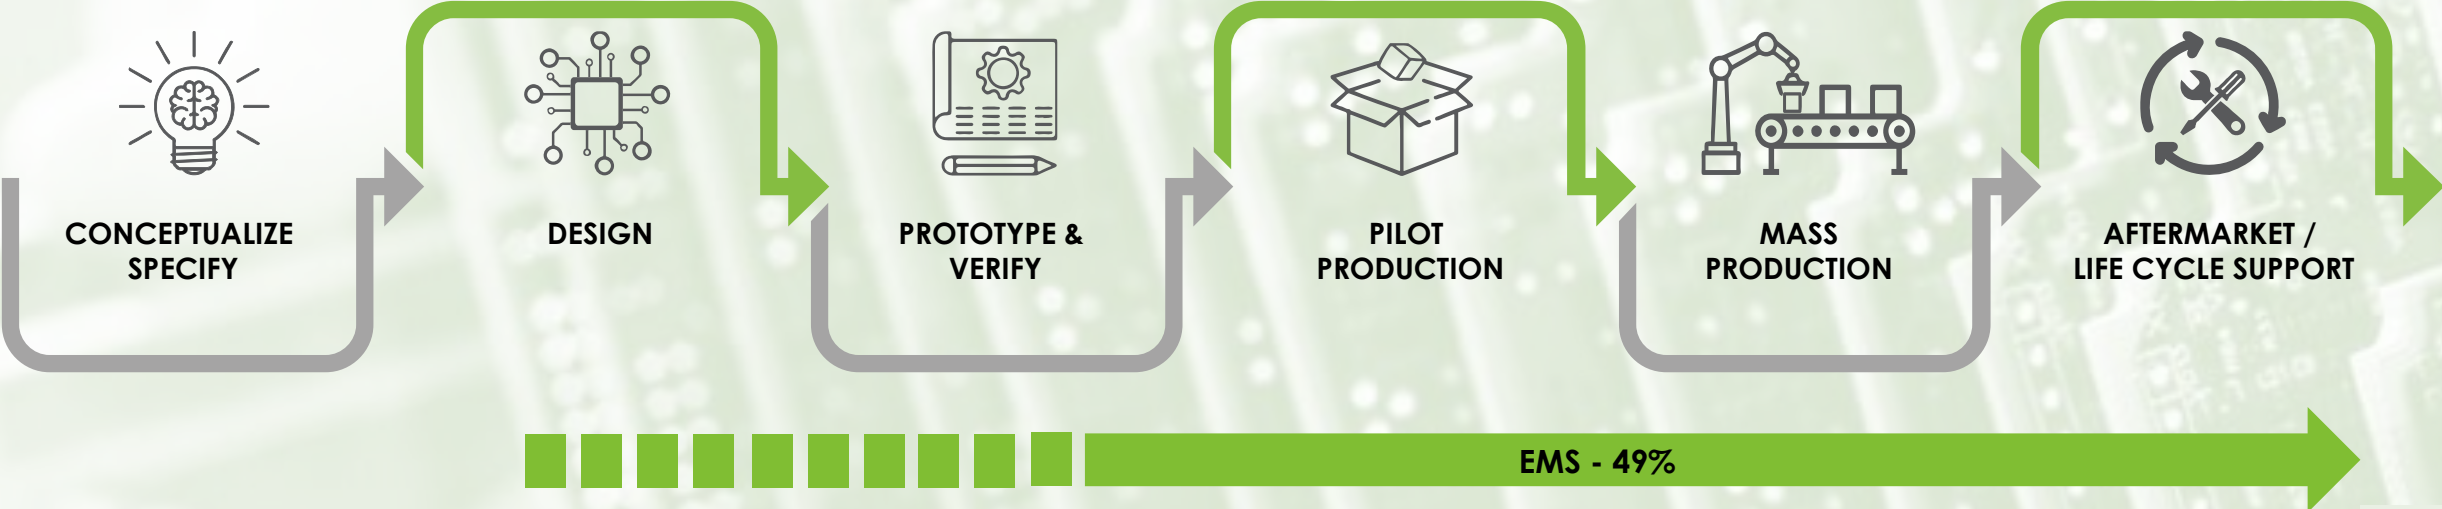 CONCEPTUALIZE
SPECIFY
DESIGN
PROTOTYPE &
VERIFY
PILOT
PRODUCTION
MASS
PRODUCTION
AFTERMARKET /
LIFE CYCLE SUPPORT
EMS - 49%